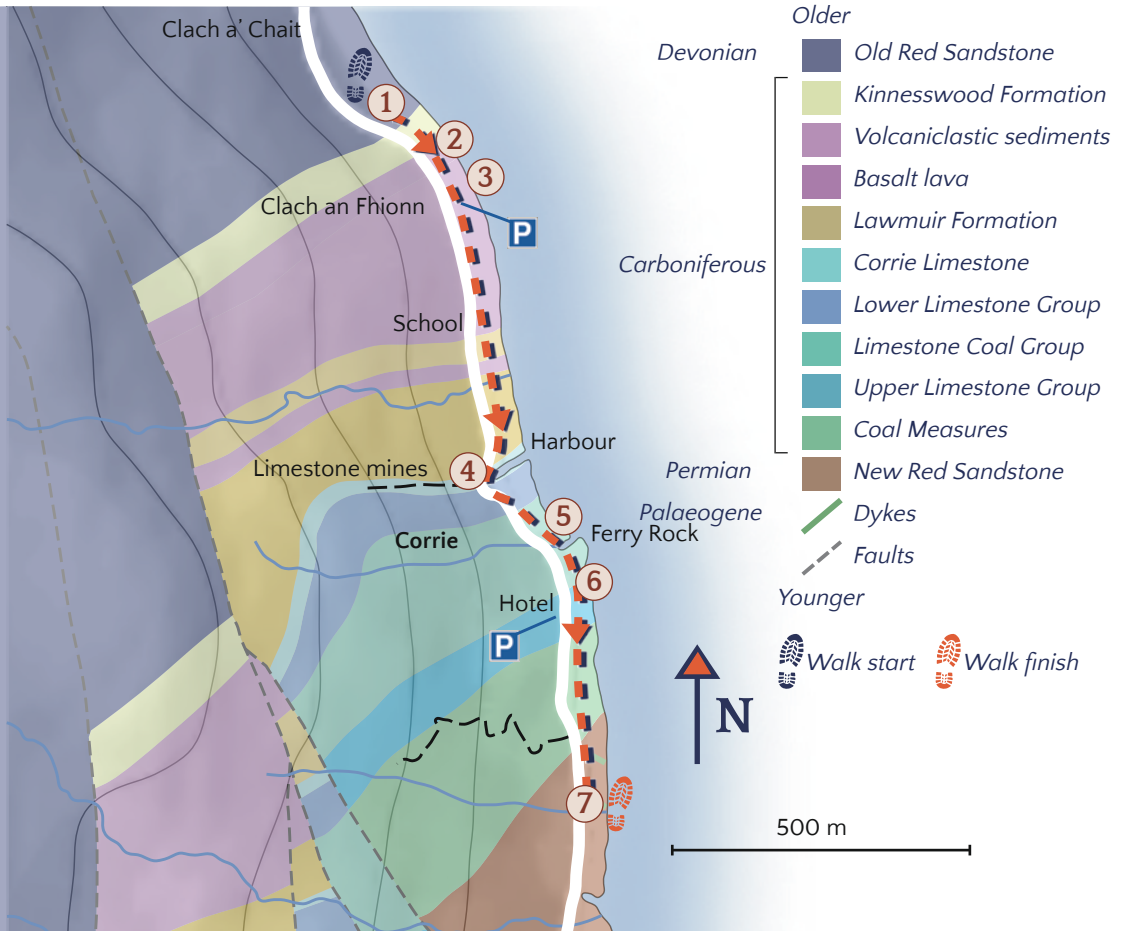 Clach a' Chait
1
2
3
Clach an Fhionn
P
School
Harbour
Limestone mines
4
5
Ferry Rock
Corrie
6
Hotel
P
7
Older
Devonian
Old Red Sandstone
Kinnesswood Formation
Volcaniclastic sediments
Basalt lava
Lawmuir Formation
Carboniferous
Corrie Limestone
Lower Limestone Group
Limestone Coal Group
Upper Limestone Group
Coal Measures
Permian
New Red Sandstone
Palaeogene
Dykes
Faults
Younger
Walk start
Walk finish
N
500 m